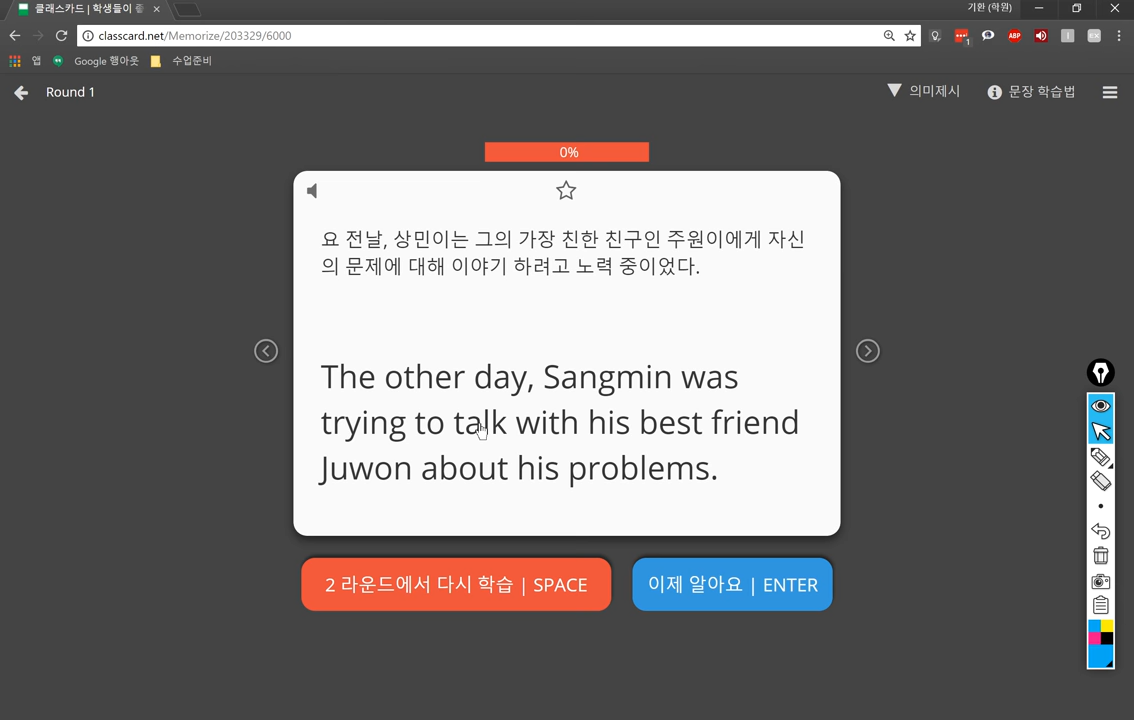 클래스카드 | 학생들이 즐
기환 (학원)
classcard.net/Memorize/203329/6000
1
ABP
앱
Google 행아웃
수업준비
Round 1
의미제시
문장 학습법
0%
요 전날, 상민이는 그의 가장 친한 친구인 주원이에게 자신
의 문제에 대해 이야기 하려고 노력 중이었다.
The other day, Sangmin was
trying to talk with his best friend
Juwon about his problems.
2 라운드에서 다시 학습 | SPACE
이제 알아요 | ENTER